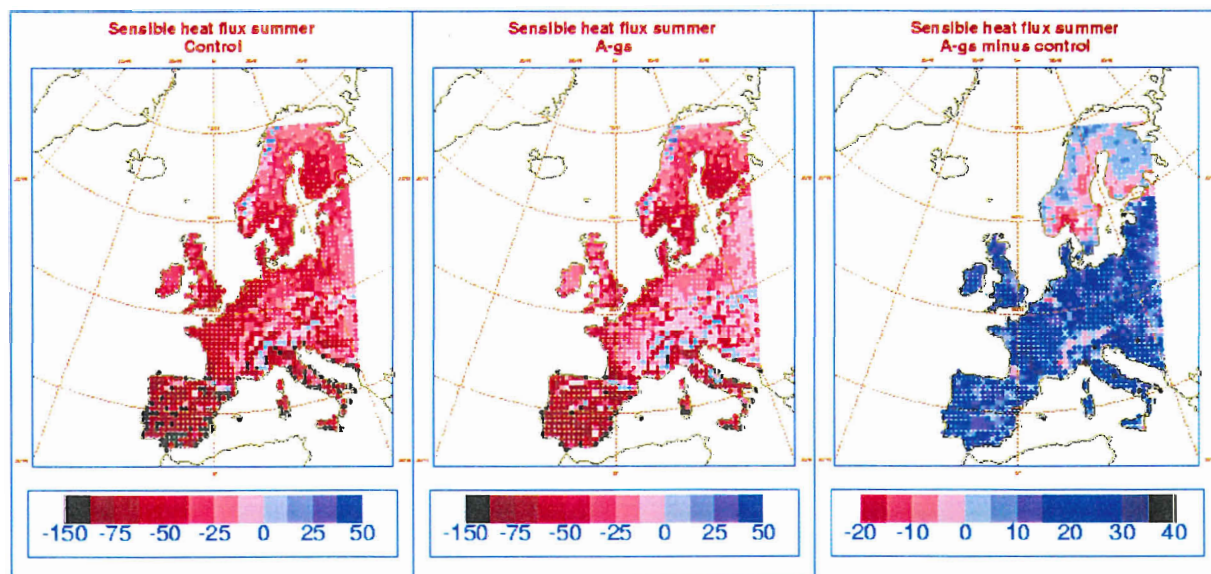 Sensible heat flux summer
Control
Sensible heat flux summer
A-gs
Sensible heat flux summer
A-gs minus control
-150 -75 -50 -25 0 25 50
-150 -75 -50 -25 0 25 50
-20 -10 0 10 20 30 40